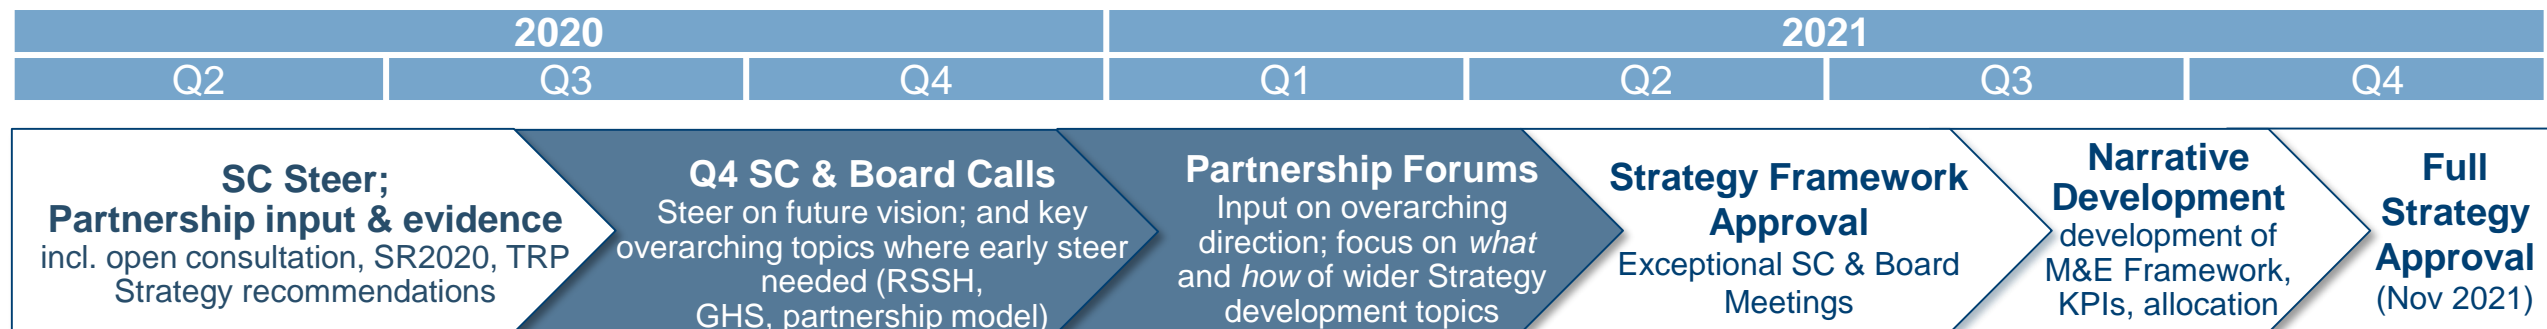 2020
2021
Q2
Q3
Q4
Q1
Q2
Q3
Q4
SC Steer;
Partnership input & evidence
incl. open consultation, SR2020, TRP
Strategy recommendations
Q4 SC & Board Calls
Steer on future vision; and key
overarching topics where early steer
needed (RSSH,
GHS, partnership model)
Partnership Forums
Input on overarching
direction; focus on what
and how of wider Strategy
development topics
Strategy Framework
Approval
Exceptional SC & Board
Meetings
Narrative
Development
development of
M&E Framework,
KPIs, allocation
Full
Strategy
Approval
(Nov 2021)